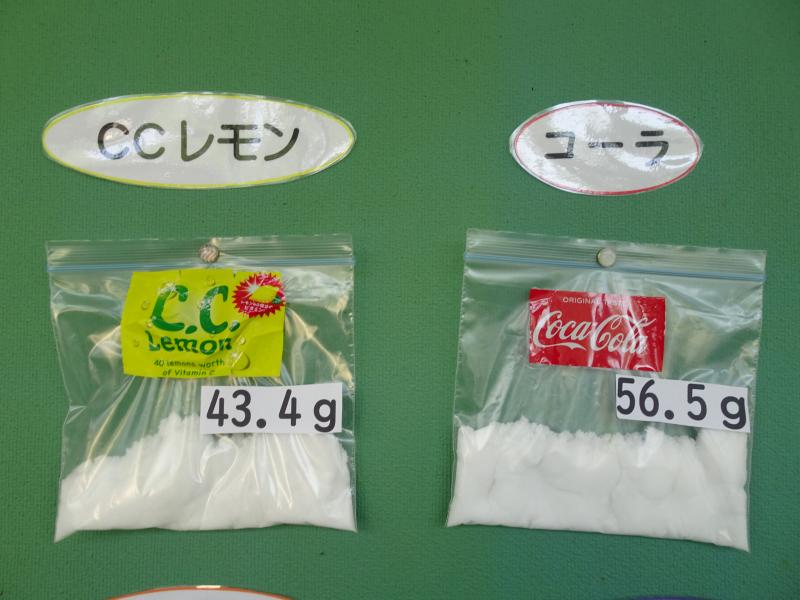 CCレモン
コーラ
C.C.
Lemon
40 lemons worth
of Vitamin C
43.4g
ORIGINAL TASTE
Coca-Cola
56.5g